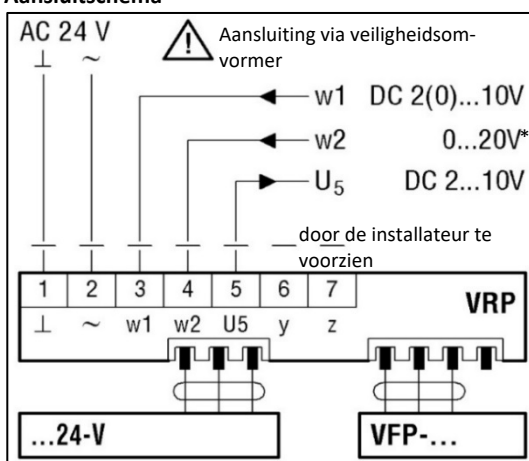 Aansluitschema
AC 24 V
⊥ ~
Aansluiting via veiligheidsom-
vormer
w1 DC 2(0)...10V
w2 0...20V*
U5 DC 2...10V
door de installateur te
voorzien
1 2 3 4 5 6 7
⊥ ~ w1 w2 U5 y z
VRP
...24-V
VFP-...